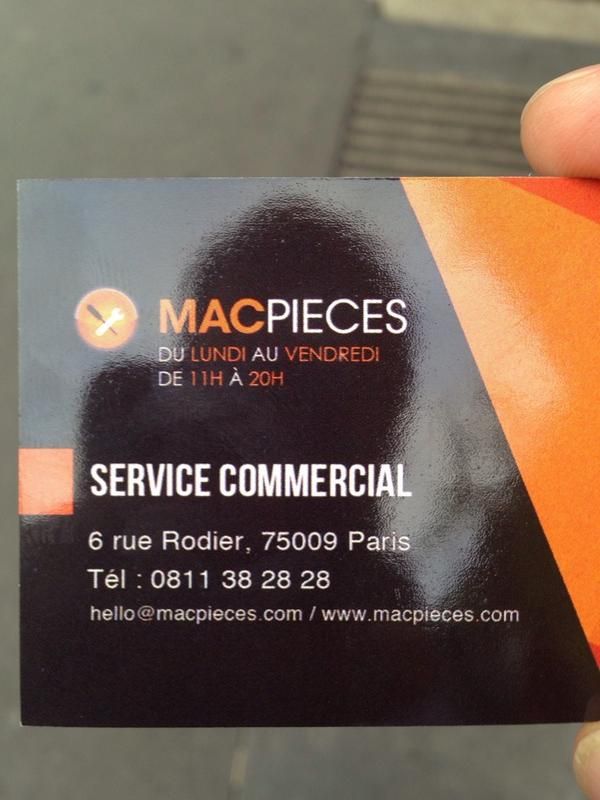 MACPIECES
DU LUNDI AU VENDREDI
DE 11H À 20H
SERVICE COMMERCIAL
6 rue Rodier, 75009 Paris
Tél : 0811 38 28 28
hello@macpieces.com / www.macpieces.com